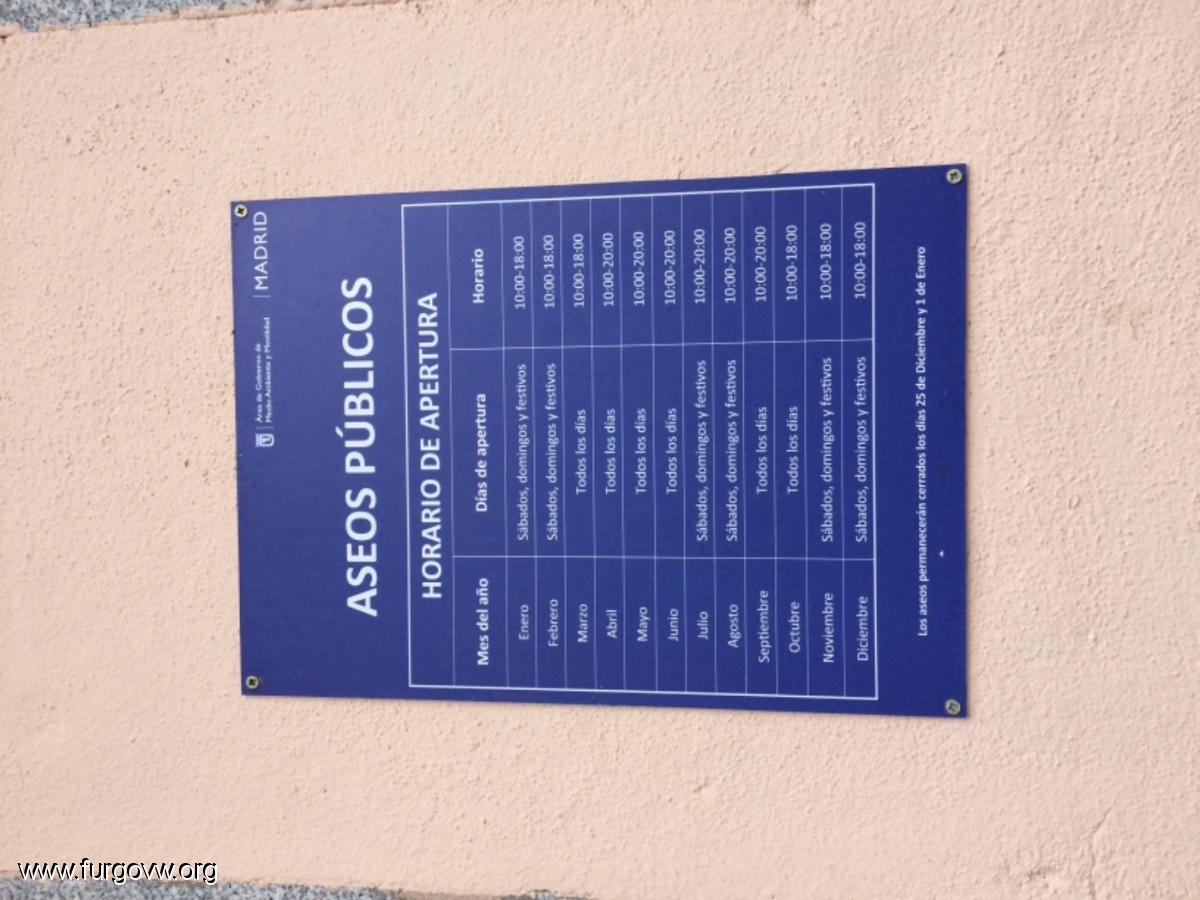 Área de Gobierno de
Medio Ambiente y Movilidad
MADRID
ASEOS PÚBLICOS
HORARIO DE APERTURA
Mes del año Días de apertura Horario
Enero Sábados, domingos y festivos 10:00-18:00
Febrero Sábados, domingos y festivos 10:00-18:00
Marzo Todos los días 10:00-18:00
Abril Todos los días 10:00-20:00
Mayo Todos los días 10:00-20:00
Junio Todos los días 10:00-20:00
Julio Sábados, domingos y festivos 10:00-20:00
Agosto Sábados, domingos y festivos 10:00-20:00
Septiembre Todos los días 10:00-20:00
Octubre Todos los días 10:00-18:00
Noviembre Sábados, domingos y festivos 10:00-18:00
Diciembre Sábados, domingos y festivos 10:00-18:00
Los aseos permanecerán cerrados los días 25 de Diciembre y 1 de Enero
www.furgovw.org